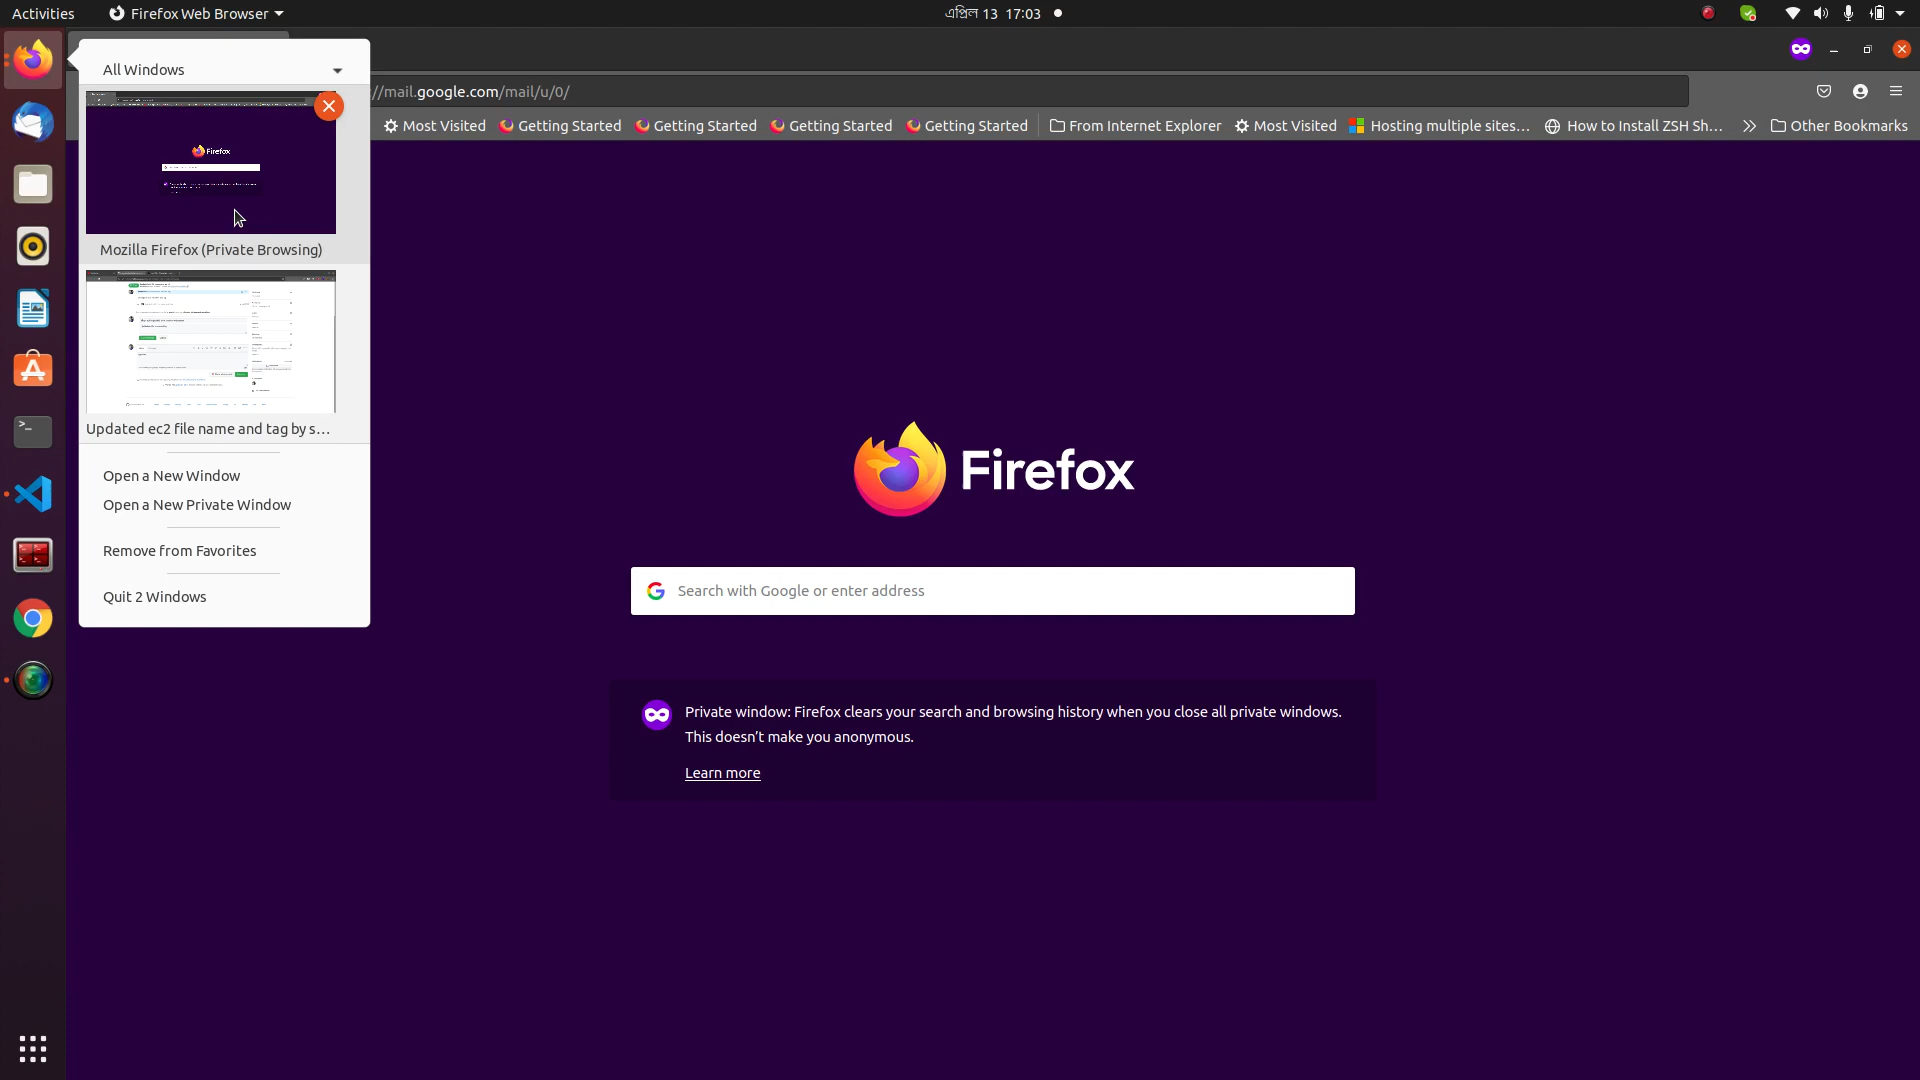 Activities
Firefox Web Browser
এপ্রিল 13 17:03
All Windows
//mail.google.com/mail/u/0/
Most Visited
Getting Started
Getting Started
Getting Started
Getting Started
From Internet Explorer
Most Visited
Hosting multiple sites...
How to Install ZSH Sh...
Other Bookmarks
Firefox
Mozilla Firefox (Private Browsing)
Updated ec2 file name and tag by s...
Open a New Window
Open a New Private Window
Remove from Favorites
Quit 2 Windows
Firefox
Search with Google or enter address
Private window: Firefox clears your search and browsing history when you close all private windows.
This doesn't make you anonymous.
Learn more